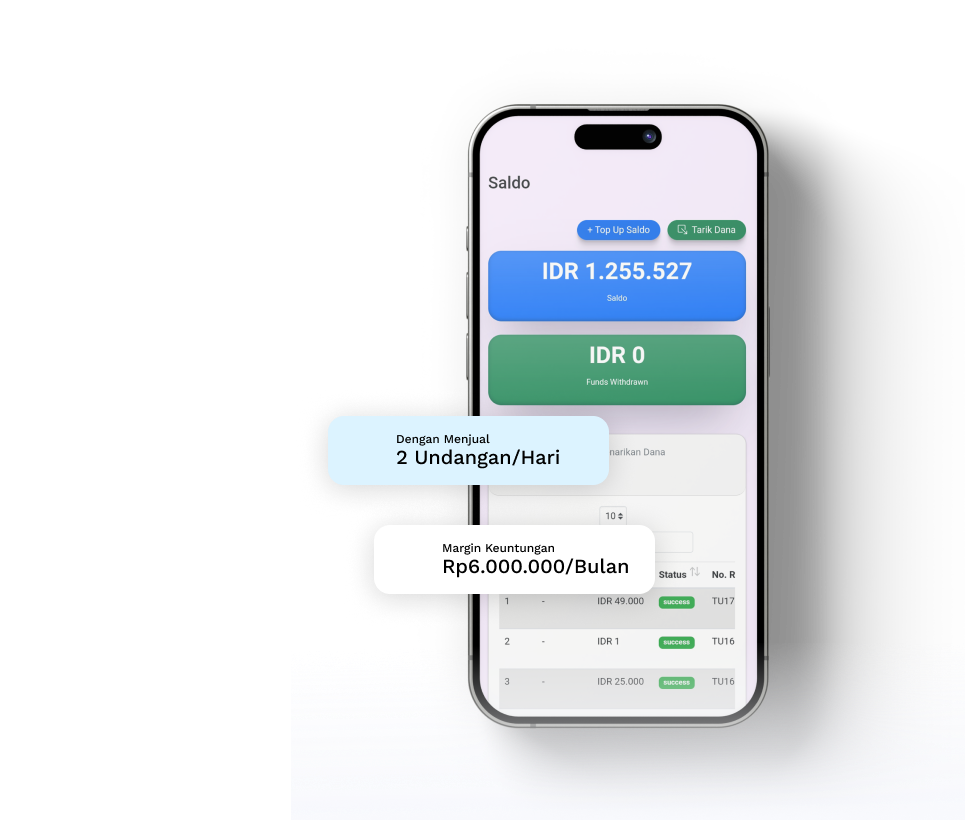 Saldo
+ Top Up Saldo
Tarik Dana
IDR 1.255.527
Saldo
IDR 0
Funds Withdrawn
Dengan Menjual
2 Undangan/Hari
Dana
10
Margin Keuntungan
Rp6.000.000/Bulan
Status No. R
1 - IDR 49.000 success TU17
2 - IDR 1 success TU16
3 - IDR 25.000 success TU16